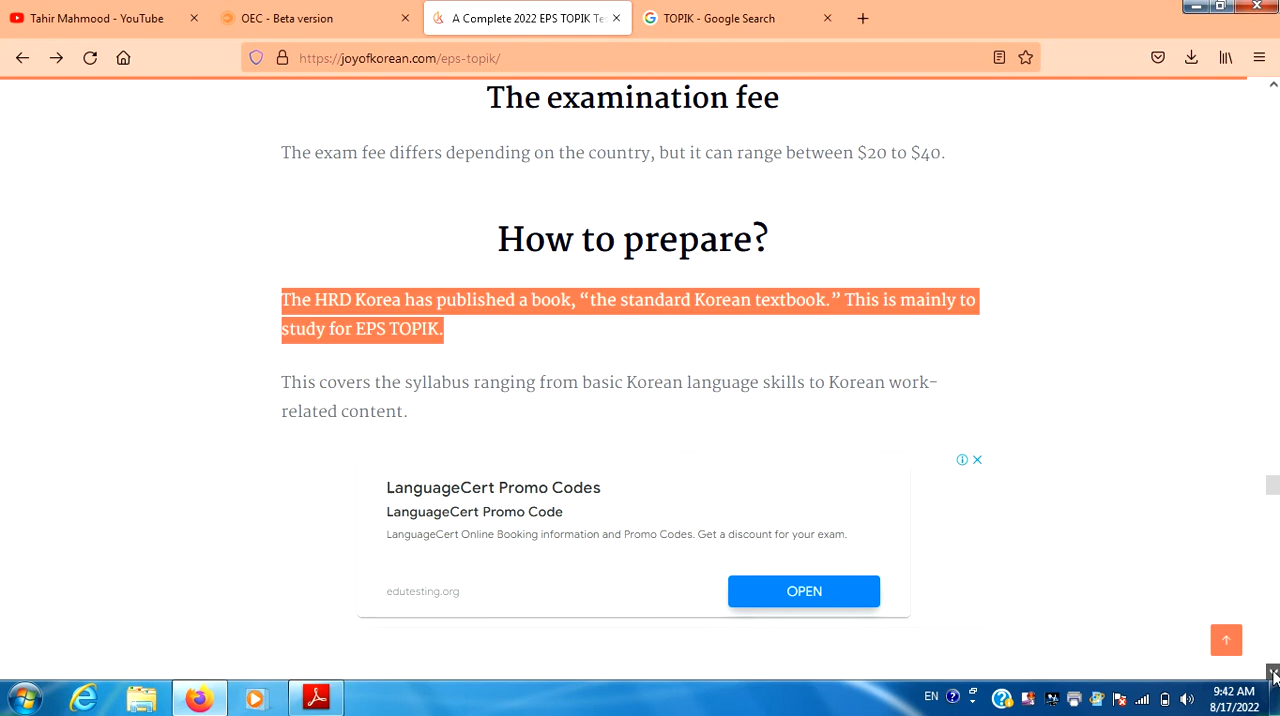 Tahir Mahmood - YouTube
OEC - Beta version
A Complete 2022 EPS TOPIK Te
TOPIK - Google Search
https://joyofkorean.com/eps-topik/
The examination fee
The exam fee differs depending on the country, but it can range between $20 to $40.
How to prepare?
The HRD Korea has published a book, “the standard Korean textbook.” This is mainly to
study for EPS TOPIK.
This covers the syllabus ranging from basic Korean language skills to Korean work-
related content.
LanguageCert Promo Codes
LanguageCert Promo Code
LanguageCert Online Booking information and Promo Codes. Get a discount for your exam.
edutesting.org
OPEN
EN
9:42 AM
8/17/2022